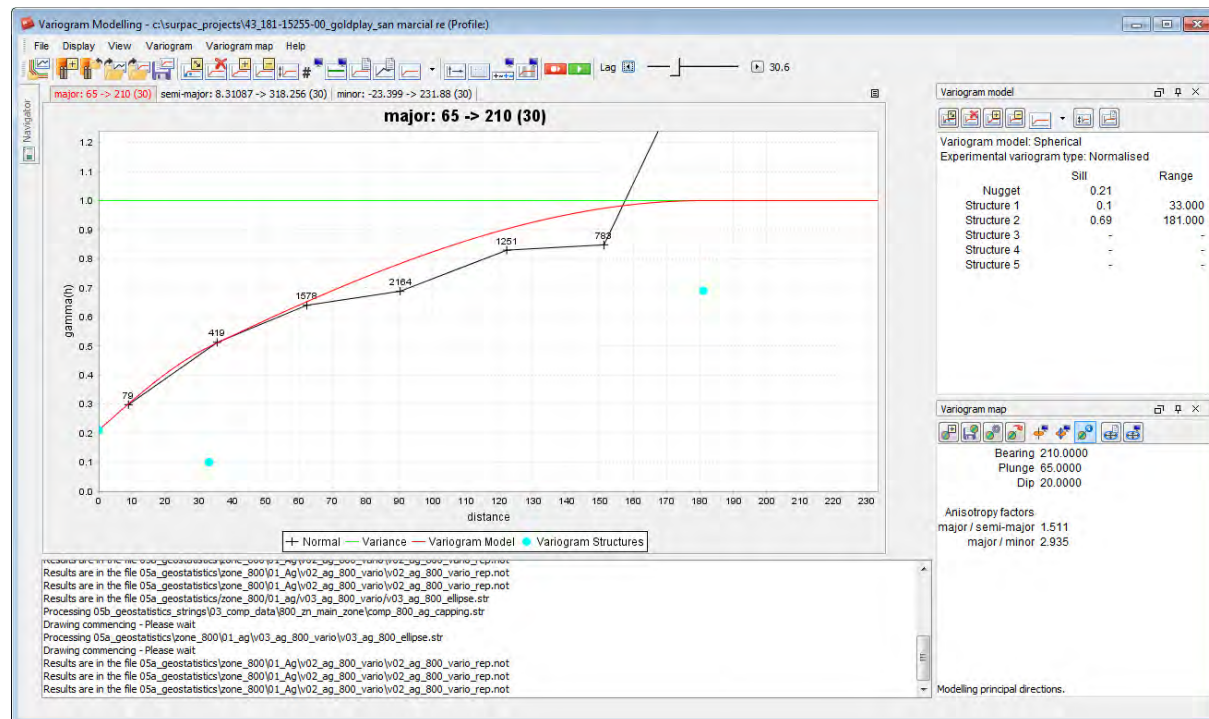 Variogram Modelling - c:\surpac_projects\43_181-15255-00_goldplay_san marcial re (Profile:)
File Display View Variogram Variogram map Help
# Lag 30.6
Navigator
major: 65 -> 210 (30) semi-major: 8.31087 -> 318.256 (30) minor: -23.399 -> 231.88 (30)
major: 65 -> 210 (30)
1.2
1.1
1.0
0.9
0.8
0.7
0.6
0.5
0.4
0.3
0.2
0.1
0.0
gamma(h)
79
419
1578
2164
1251
783
0 10 20 30 40 50 60 70 80 90 100 110 120 130 140 150 160 170 180 190 200 210 220 230
distance
Normal Variance Variogram Model Variogram Structures
Results are in the file 05a_geostatistics\zone_800\01_Ag\v02_ag_800_vario\v02_ag_800_vario_rep.not
Results are in the file 05a_geostatistics\zone_800\01_Ag\v02_ag_800_vario\v02_ag_800_vario_rep.not
Results are in the file 05a_geostatistics\zone_800\01_Ag\v02_ag_800_vario\v02_ag_800_vario_rep.not
Results are in the file 05a_geostatistics/zone_800/01_ag/v03_ag_800_vario/v03_ag_800_ellipse.str
Processing 05b_geostatistics_strings\03_comp_data\800_zn_main_zone\comp_800_ag_capping.str
Drawing commencing - Please wait
Processing 05a_geostatistics\zone_800\01_ag\v03_ag_800_vario\v03_ag_800_ellipse.str
Drawing commencing - Please wait
Results are in the file 05a_geostatistics\zone_800\01_Ag\v02_ag_800_vario\v02_ag_800_vario_rep.not
Results are in the file 05a_geostatistics\zone_800\01_Ag\v02_ag_800_vario\v02_ag_800_vario_rep.not
Results are in the file 05a_geostatistics\zone_800\01_Ag\v02_ag_800_vario\v02_ag_800_vario_rep.not
Variogram model
Variogram model: Spherical
Experimental variogram type: Normalised
Sill Range
Nugget 0.21
Structure 1 0.1 33.000
Structure 2 0.69 181.000
Structure 3 - -
Structure 4 - -
Structure 5 - -
Variogram map
Bearing 210.0000
Plunge 65.0000
Dip 20.0000
Anisotropy factors
major / semi-major 1.511
major / minor 2.935
Modelling principal directions.